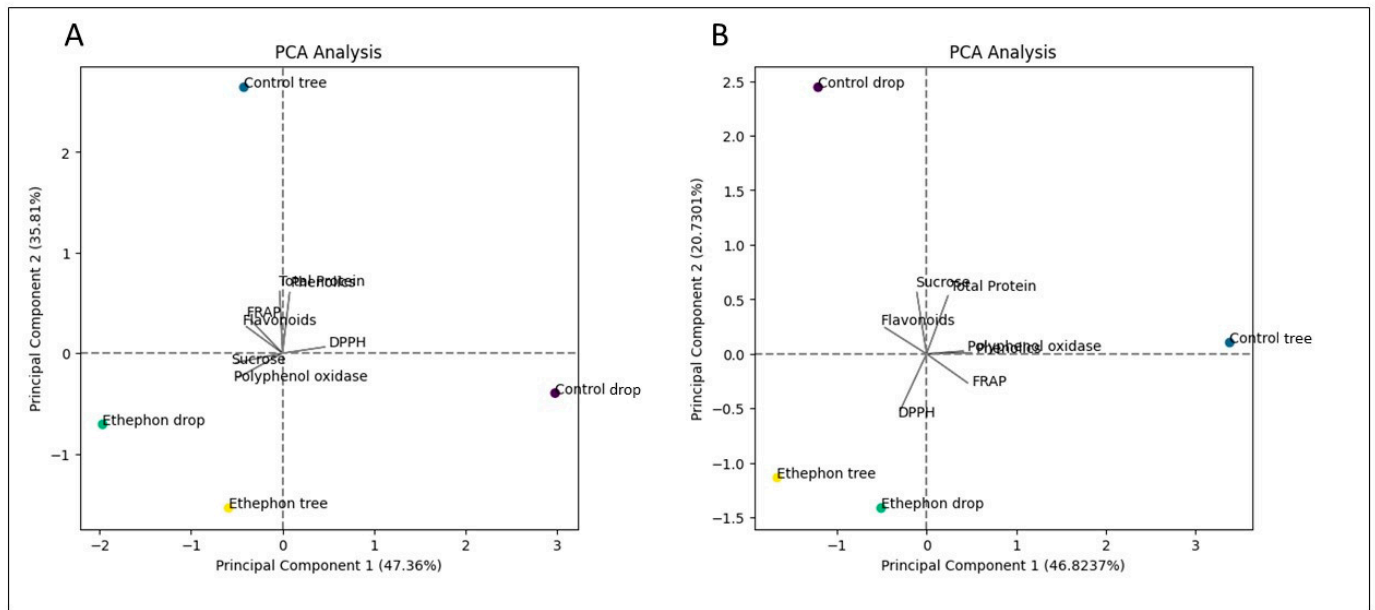 A
PCA Analysis
Control tree
Total Protein
Phenolics
FRAP
Flavonoids
DPPH
Sucrose
Polyphenol oxidase
Control drop
Ethephon drop
Ethephon tree
2
1
0
−1
−2
−1
0
1
2
3
Principal Component 2 (35.81%)
Principal Component 1 (47.36%)
B
PCA Analysis
Control drop
Sucrose
Total Protein
Flavonoids
Polyphenol oxidase
Phenolics
Control tree
FRAP
DPPH
Ethephon tree
Ethephon drop
2.5
2.0
1.5
1.0
0.5
0.0
−0.5
−1.0
−1.5
−1
0
1
2
3
Principal Component 2 (20.7301%)
Principal Component 1 (46.8237%)